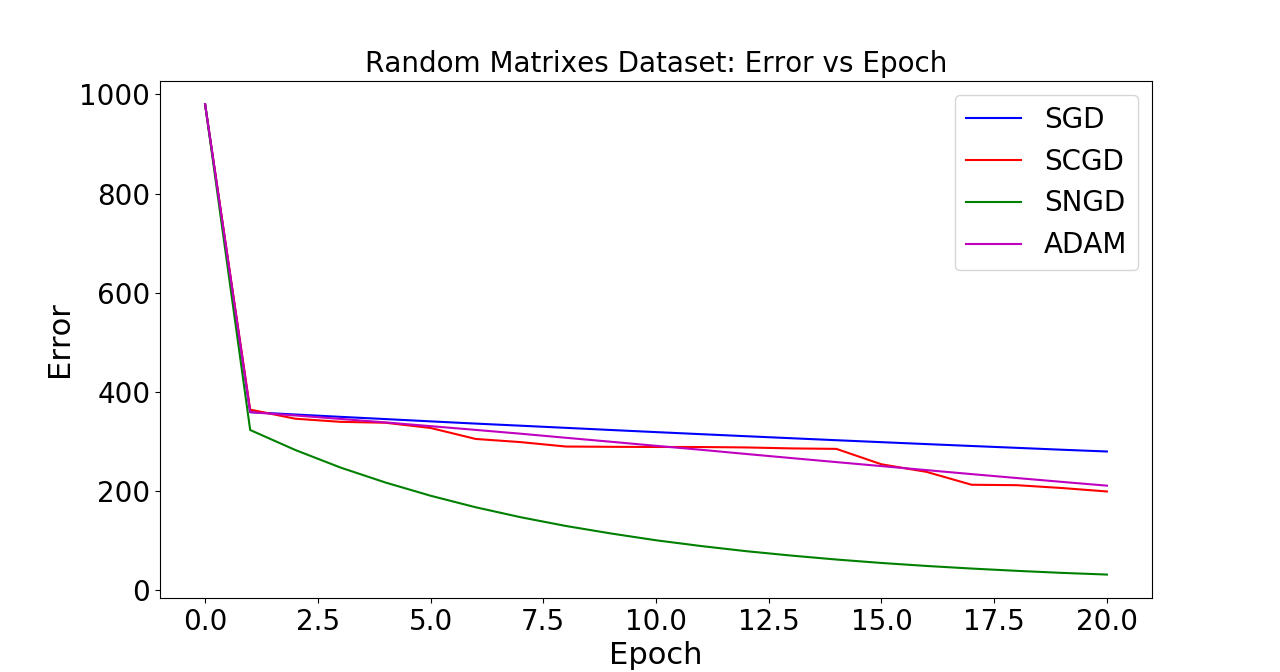 Random Matrixes Dataset: Error vs Epoch
1000
800
600
400
200
0
Error
SGD
SCGD
SNGD
ADAM
0.0 2.5 5.0 7.5 10.0 12.5 15.0 17.5 20.0
Epoch